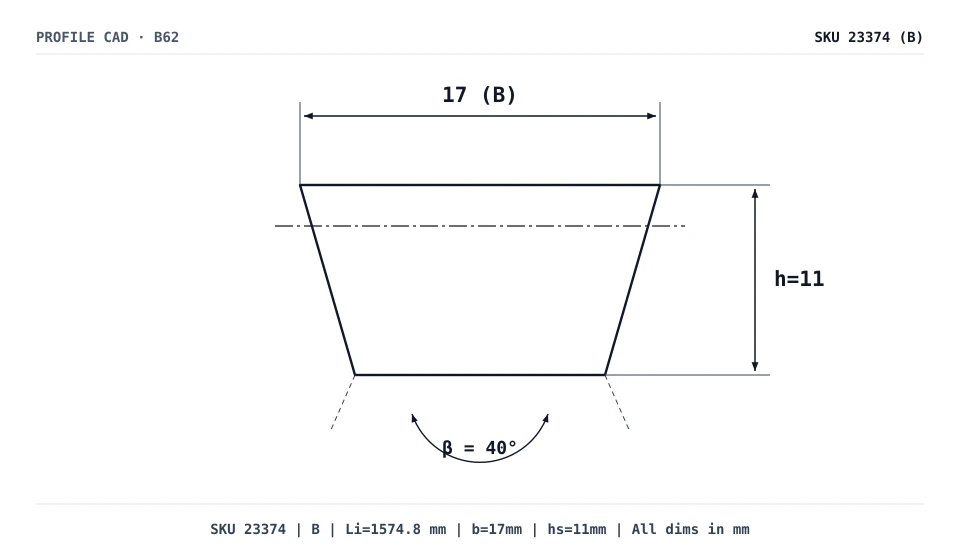 PROFILE CAD · B62
SKU 23374 (B)
17 (B)
h=11
β = 40°
SKU 23374 | B | Li=1574.8 mm | b=17mm | hs=11mm | All dims in mm